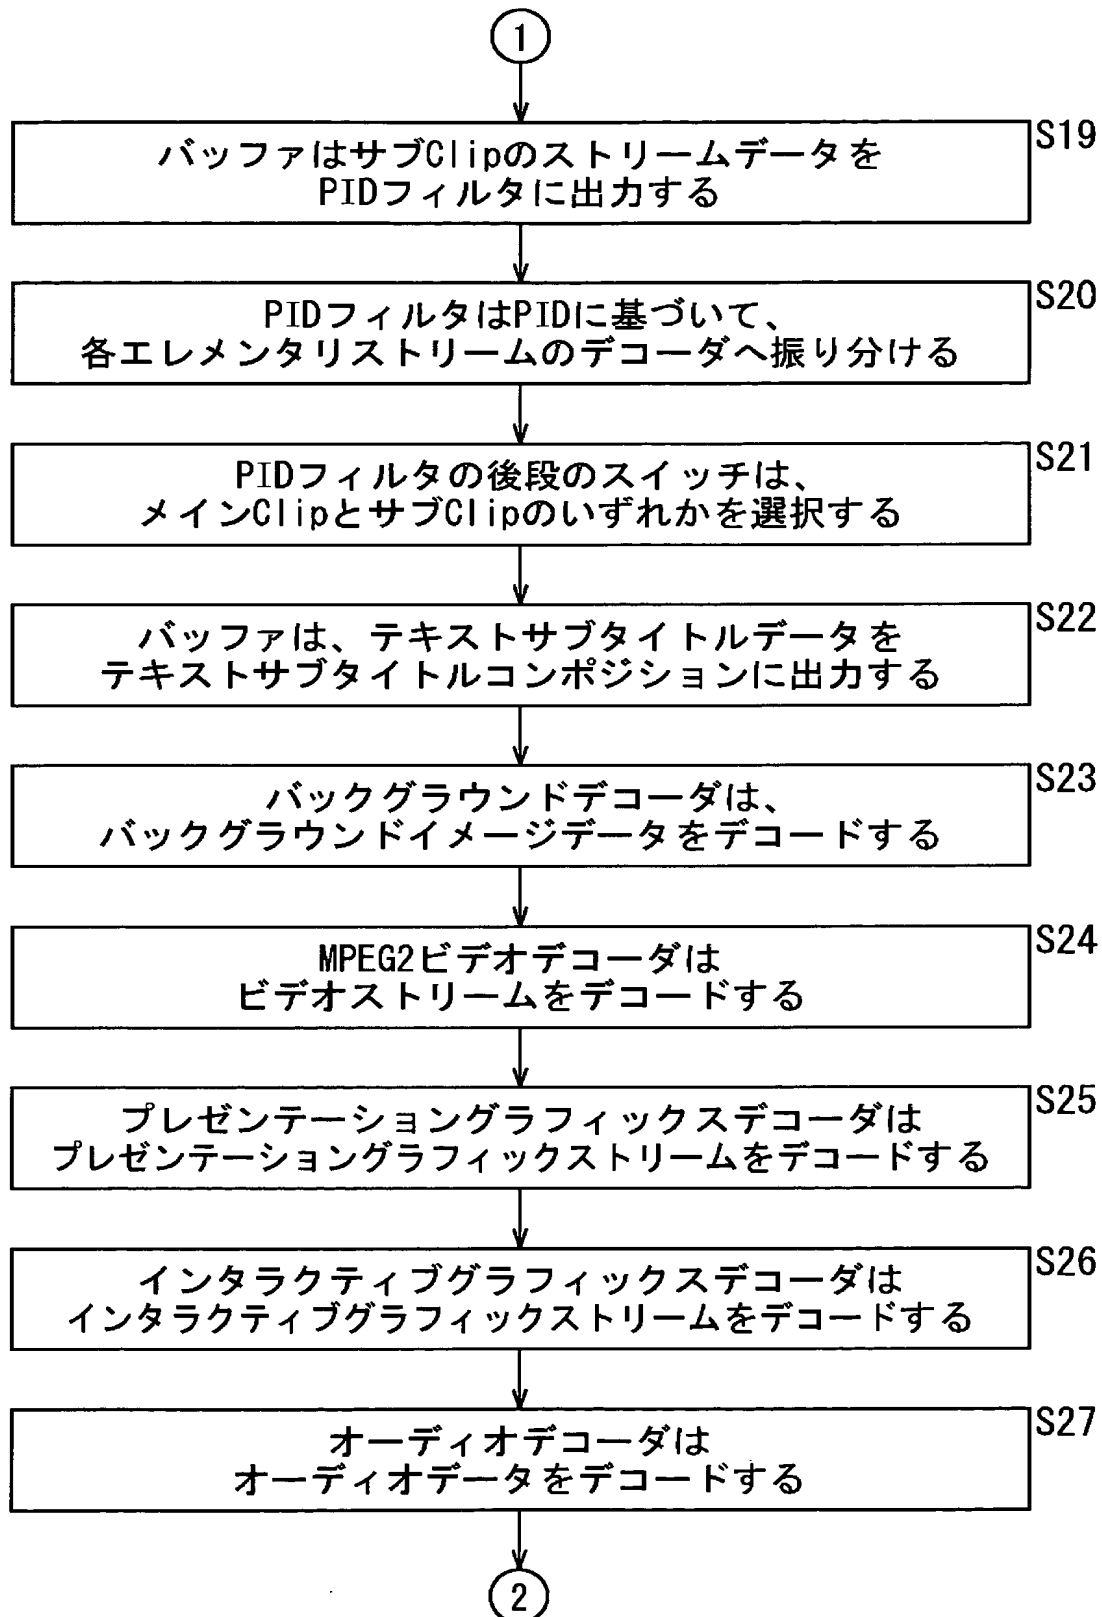 1
S19
バッファはサブClipのストリームデータを
PIDフィルタに出力する
S20
PIDフィルタはPIDに基づいて、
各エレメンタリストリームのデコーダへ振り分ける
S21
PIDフィルタの後段のスイッチは、
メインClipとサブClipのいずれかを選択する
S22
バッファは、テキストサブタイトルデータを
テキストサブタイトルコンポジションに出力する
S23
バックグラウンドデコーダは、
バックグラウンドイメージデータをデコードする
S24
MPEG2ビデオデコーダは
ビデオストリームをデコードする
S25
プレゼンテーショングラフィックスデコーダは
プレゼンテーショングラフィックストリームをデコードする
S26
インタラクティブグラフィックスデコーダは
インタラクティブグラフィックストリームをデコードする
S27
オーディオデコーダは
オーディオデータをデコードする
2